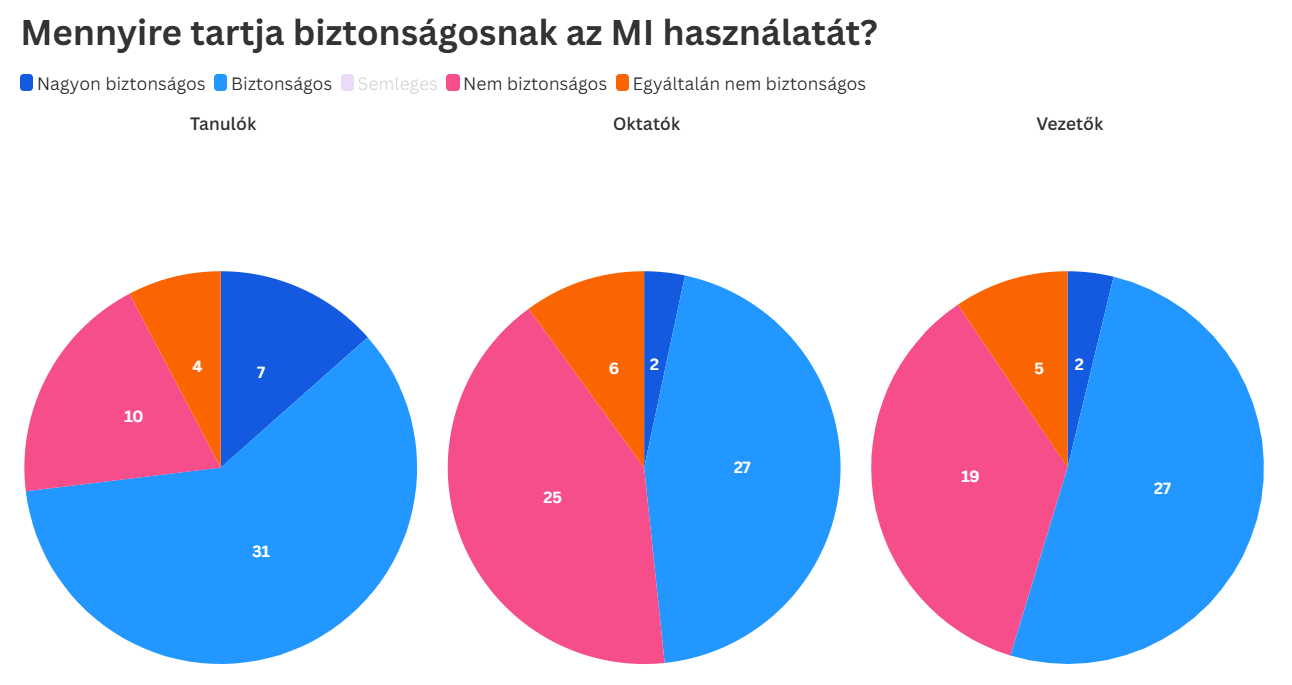 Mennyire tartja biztonságosnak az MI használatát?
Nagyon biztonságos Biztonságos Semleges Nem biztonságos Egyáltalán nem biztonságos
Tanulók Oktatók Vezetők
4 7 10 31
6 2 25 27
5 2 19 27